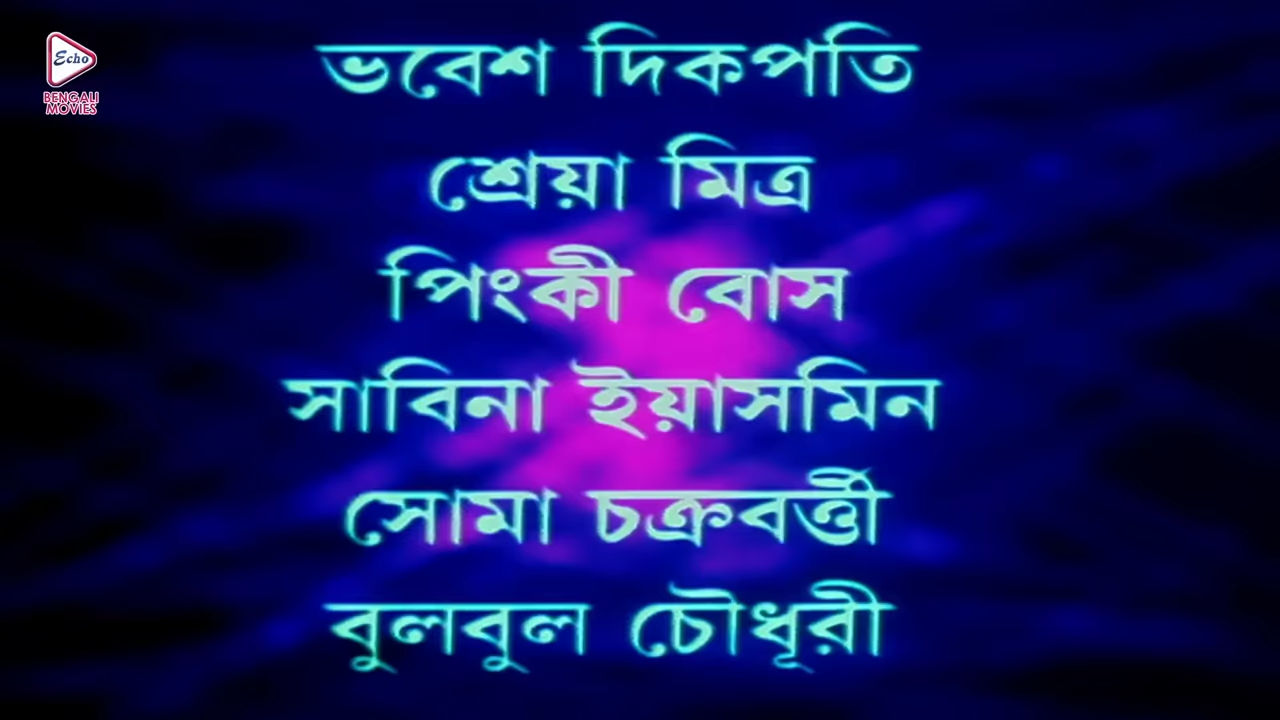 Echo
BENGALI
MOVIES
ভবেশ দিকপতি
শ্রেয়া মিত্র
পিংকী বোস
সাবিনা ইয়াসমিন
সোমা চক্রবর্ত্তী
বুলবুল চৌধূরী